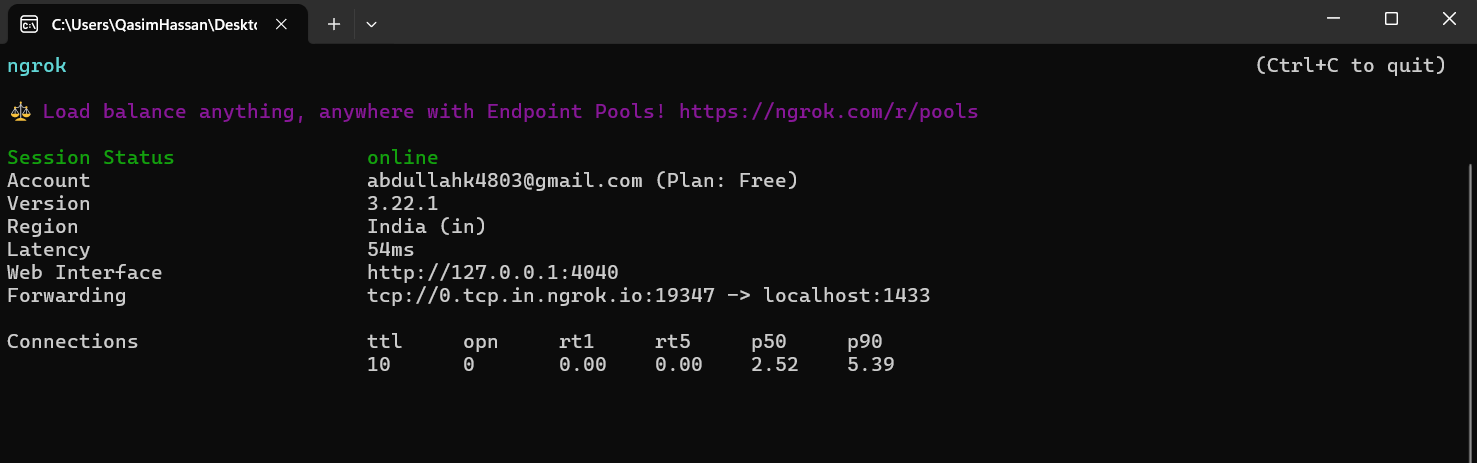 C:\Users\QasimHassan\Deskto
ngrok (Ctrl+C to quit)
Load balance anything, anywhere with Endpoint Pools! https://ngrok.com/r/pools
Session Status online
Account abdullahk4803@gmail.com (Plan: Free)
Version 3.22.1
Region India (in)
Latency 54ms
Web Interface http://127.0.0.1:4040
Forwarding tcp://0.tcp.in.ngrok.io:19347 -> localhost:1433
Connections ttl opn rt1 rt5 p50 p90
10 0 0.00 0.00 2.52 5.39